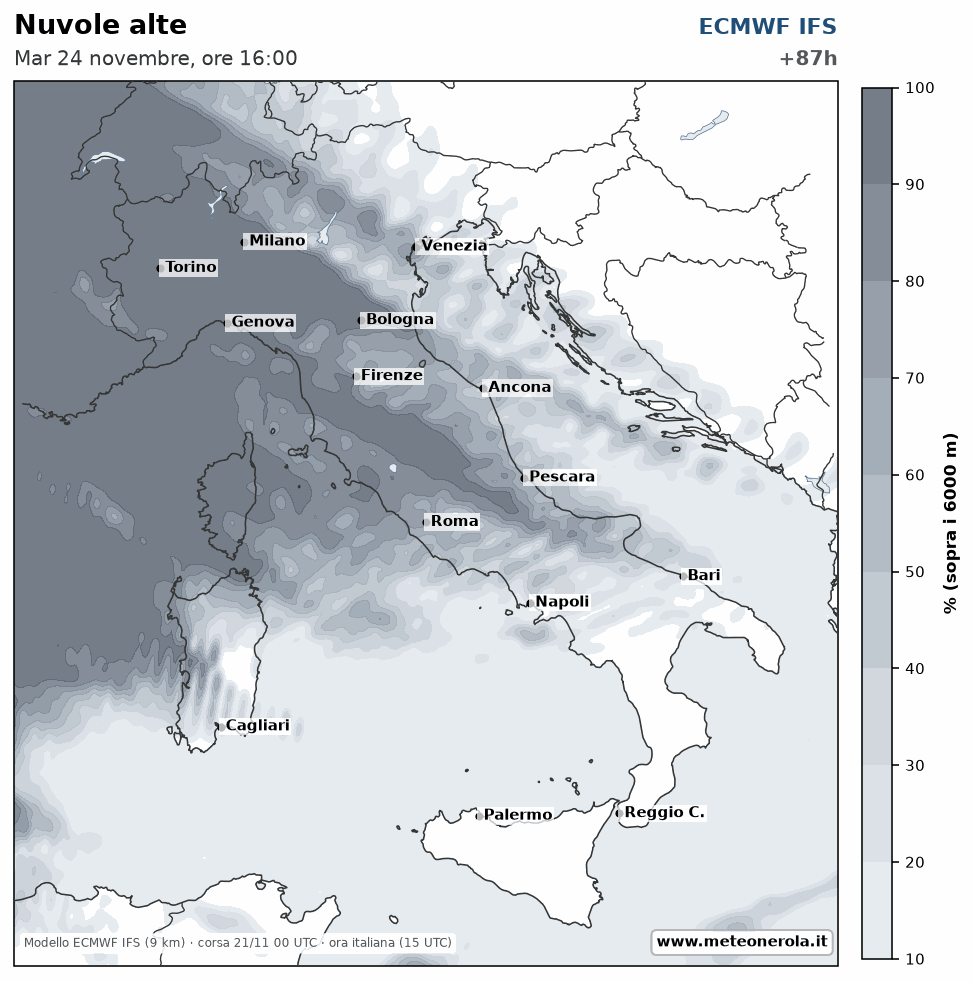 Nuvole alte
ECMWF IFS
Mar 24 novembre, ore 16:00
+87h
100
90
80
70
60
50
40
30
20
10
% (sopra i 6000 m)
Milano
Venezia
Torino
Genova
Bologna
Firenze
Ancona
Pescara
Roma
Bari
Napoli
Cagliari
Palermo
Reggio C.
Modello ECMWF IFS (9 km) · corsa 21/11 00 UTC · ora italiana (15 UTC)
www.meteonerola.it